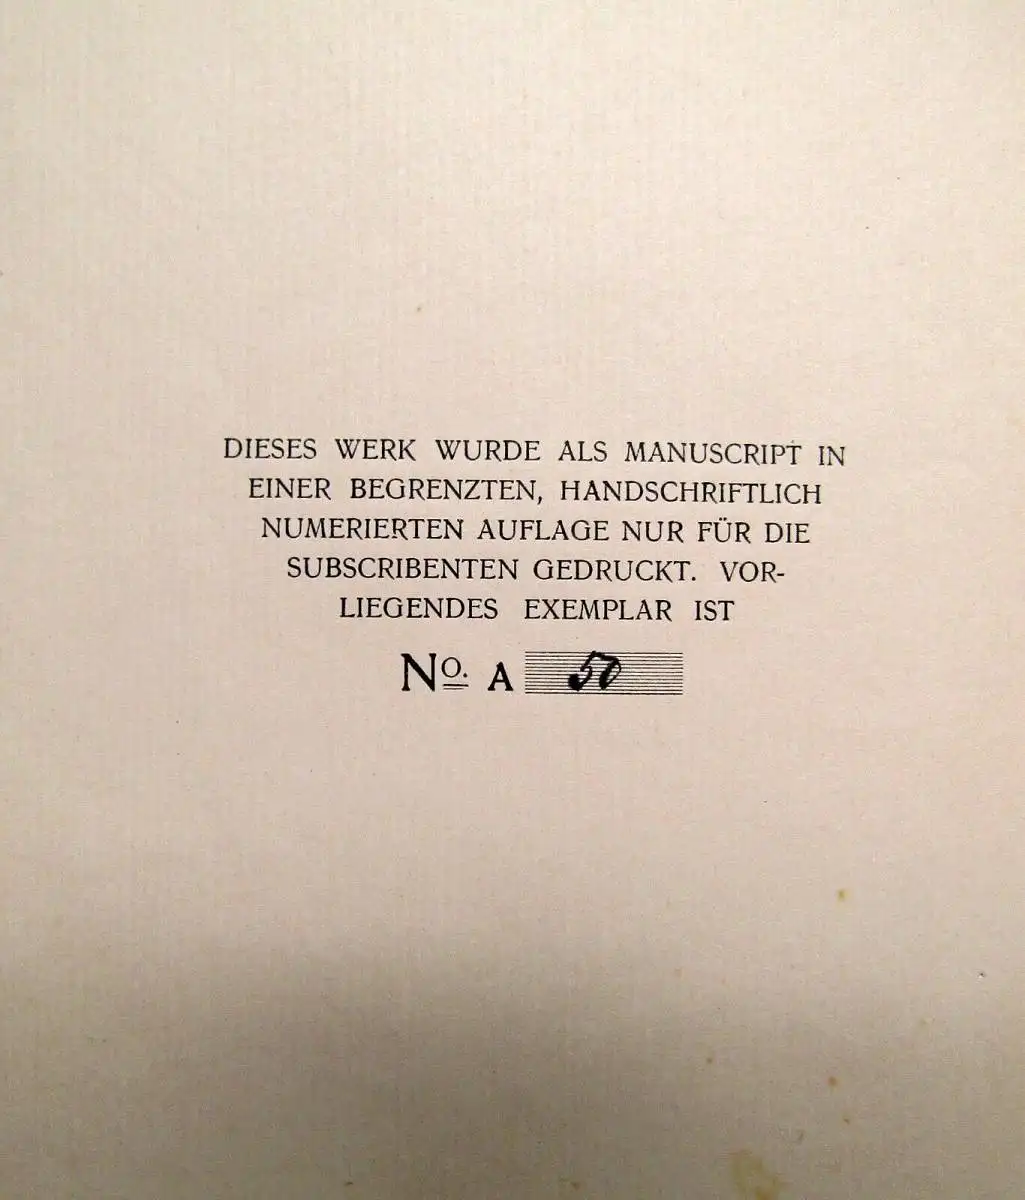 DIESES WERK WURDE ALS MANUSCRIPT IN
EINER BEGRENZTEN, HANDSCHRIFTLICH
NUMERIERTEN AUFLAGE NUR FÜR DIE
SUBSCRIBENTEN GEDRUCKT. VOR-
LIEGENDES EXEMPLAR IST
No. A 50